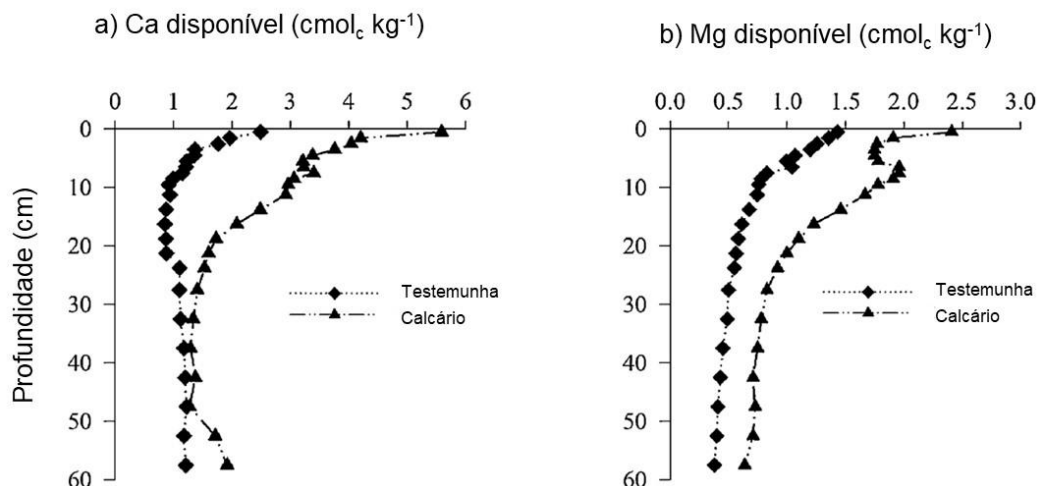 a) Ca disponível (cmolc kg-1)
b) Mg disponível (cmolc kg-1)
0 1 2 3 4 5 6
0.0 0.5 1.0 1.5 2.0 2.5 3.0
Profundidade (cm)
0
10
20
30
40
50
60
Testemunha
Calcário
0
10
20
30
40
50
60
Testemunha
Calcário